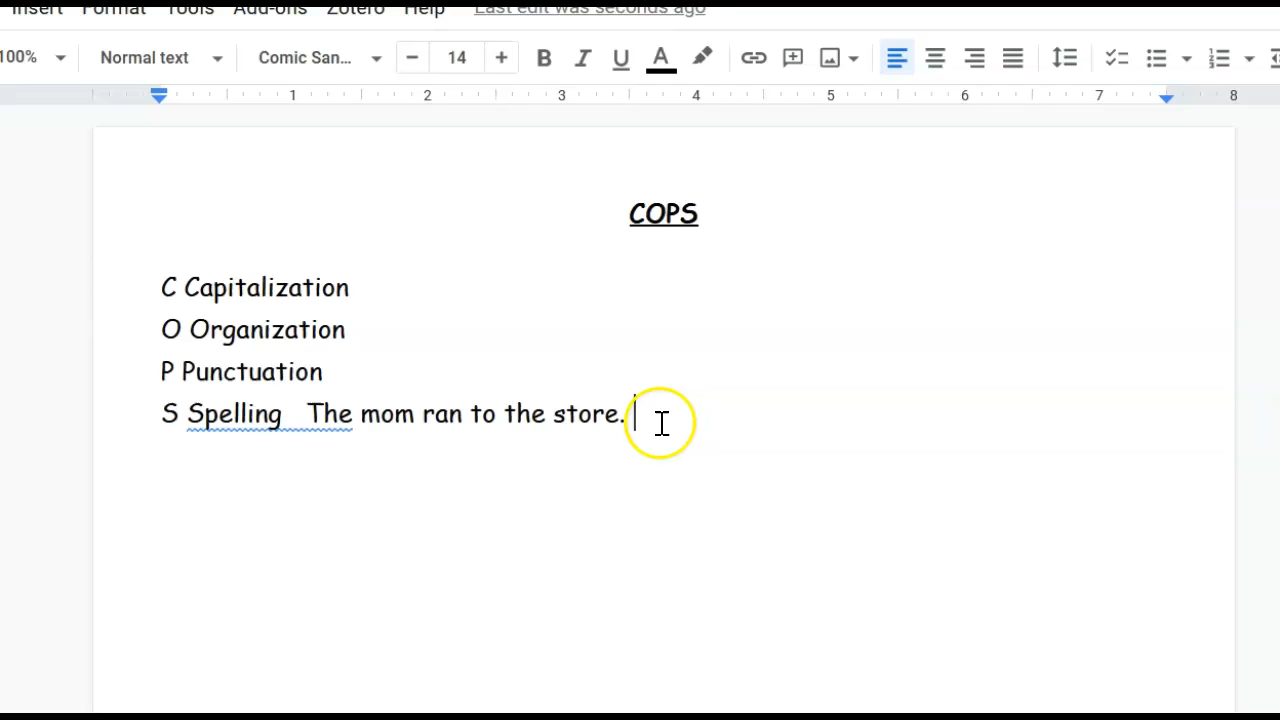 Insert Format Tools Add-ons Zotero Help Last edit was seconds ago
100% Normal text Comic San... 14 B I U A
1 2 3 4 5 6 7 8
COPS
C Capitalization
O Organization
P Punctuation
S Spelling The mom ran to the store.